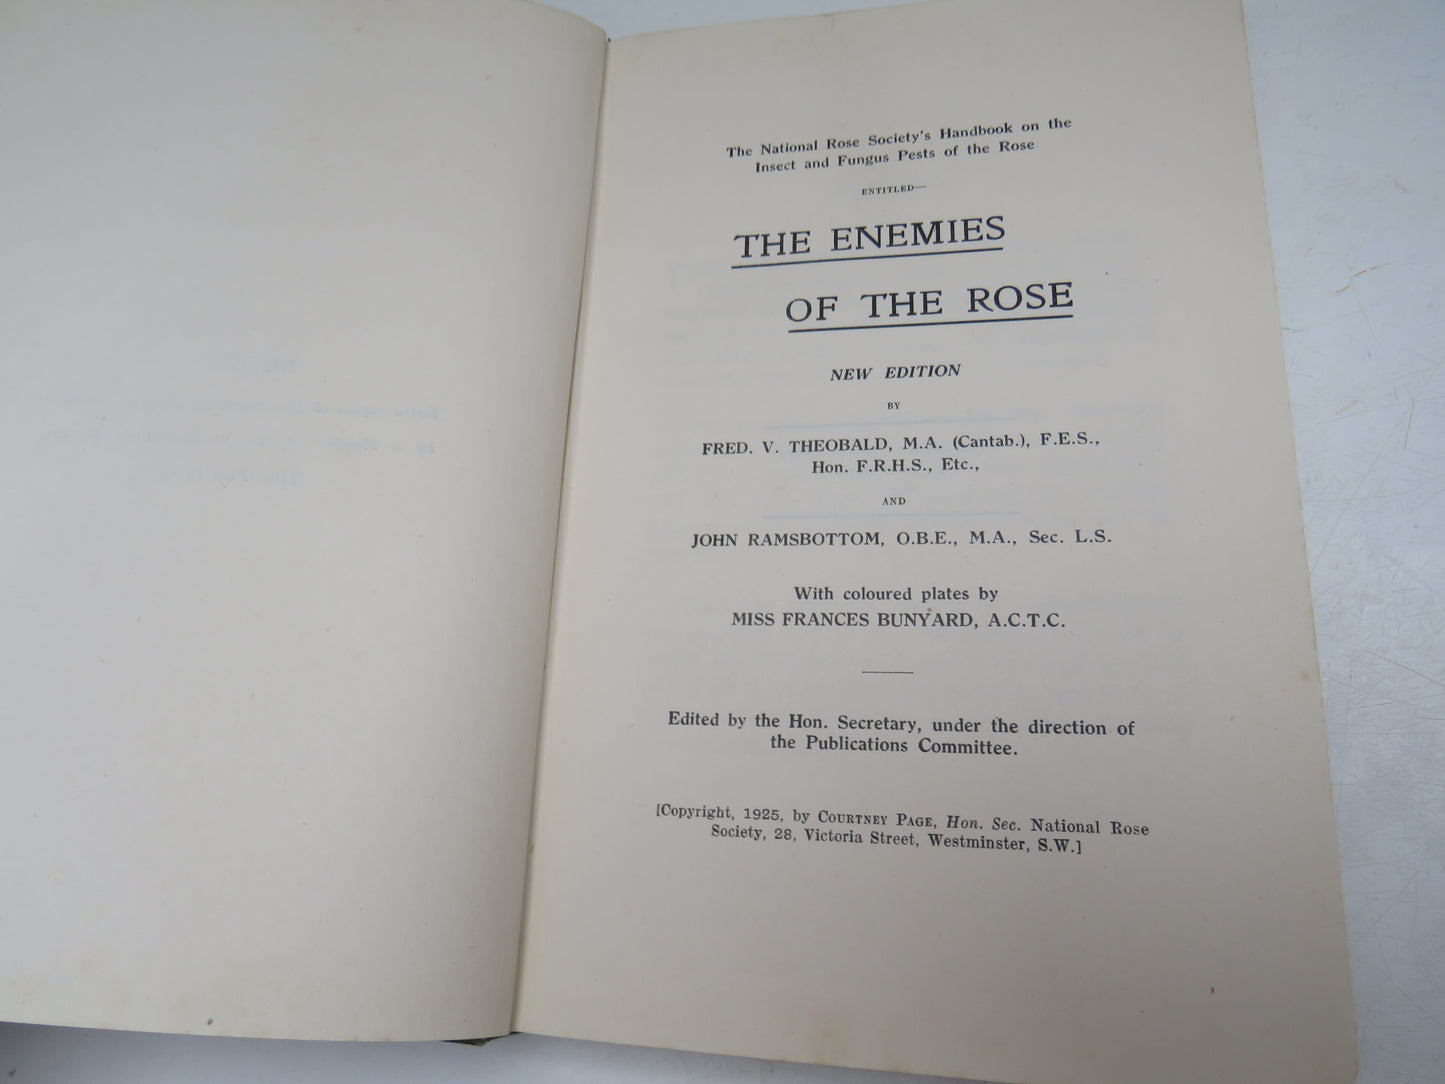 The National Rose Society's Handbook on the
Insect and Fungus Pests of the Rose
ENTITLED—
THE ENEMIES
OF THE ROSE
NEW EDITION
BY
FRED. V. THEOBALD, M.A. (Cantab.), F.E.S.,
Hon. F.R.H.S., Etc.,
AND
JOHN RAMSBOTTOM, O.B.E., M.A., Sec. L.S.
With coloured plates by
MISS FRANCES BUNYARD, A.C.T.C.
Edited by the Hon. Secretary, under the direction of
the Publications Committee.
[Copyright, 1925, by COURTNEY PAGE, Hon. Sec. National Rose
Society, 28, Victoria Street, Westminster, S.W.]